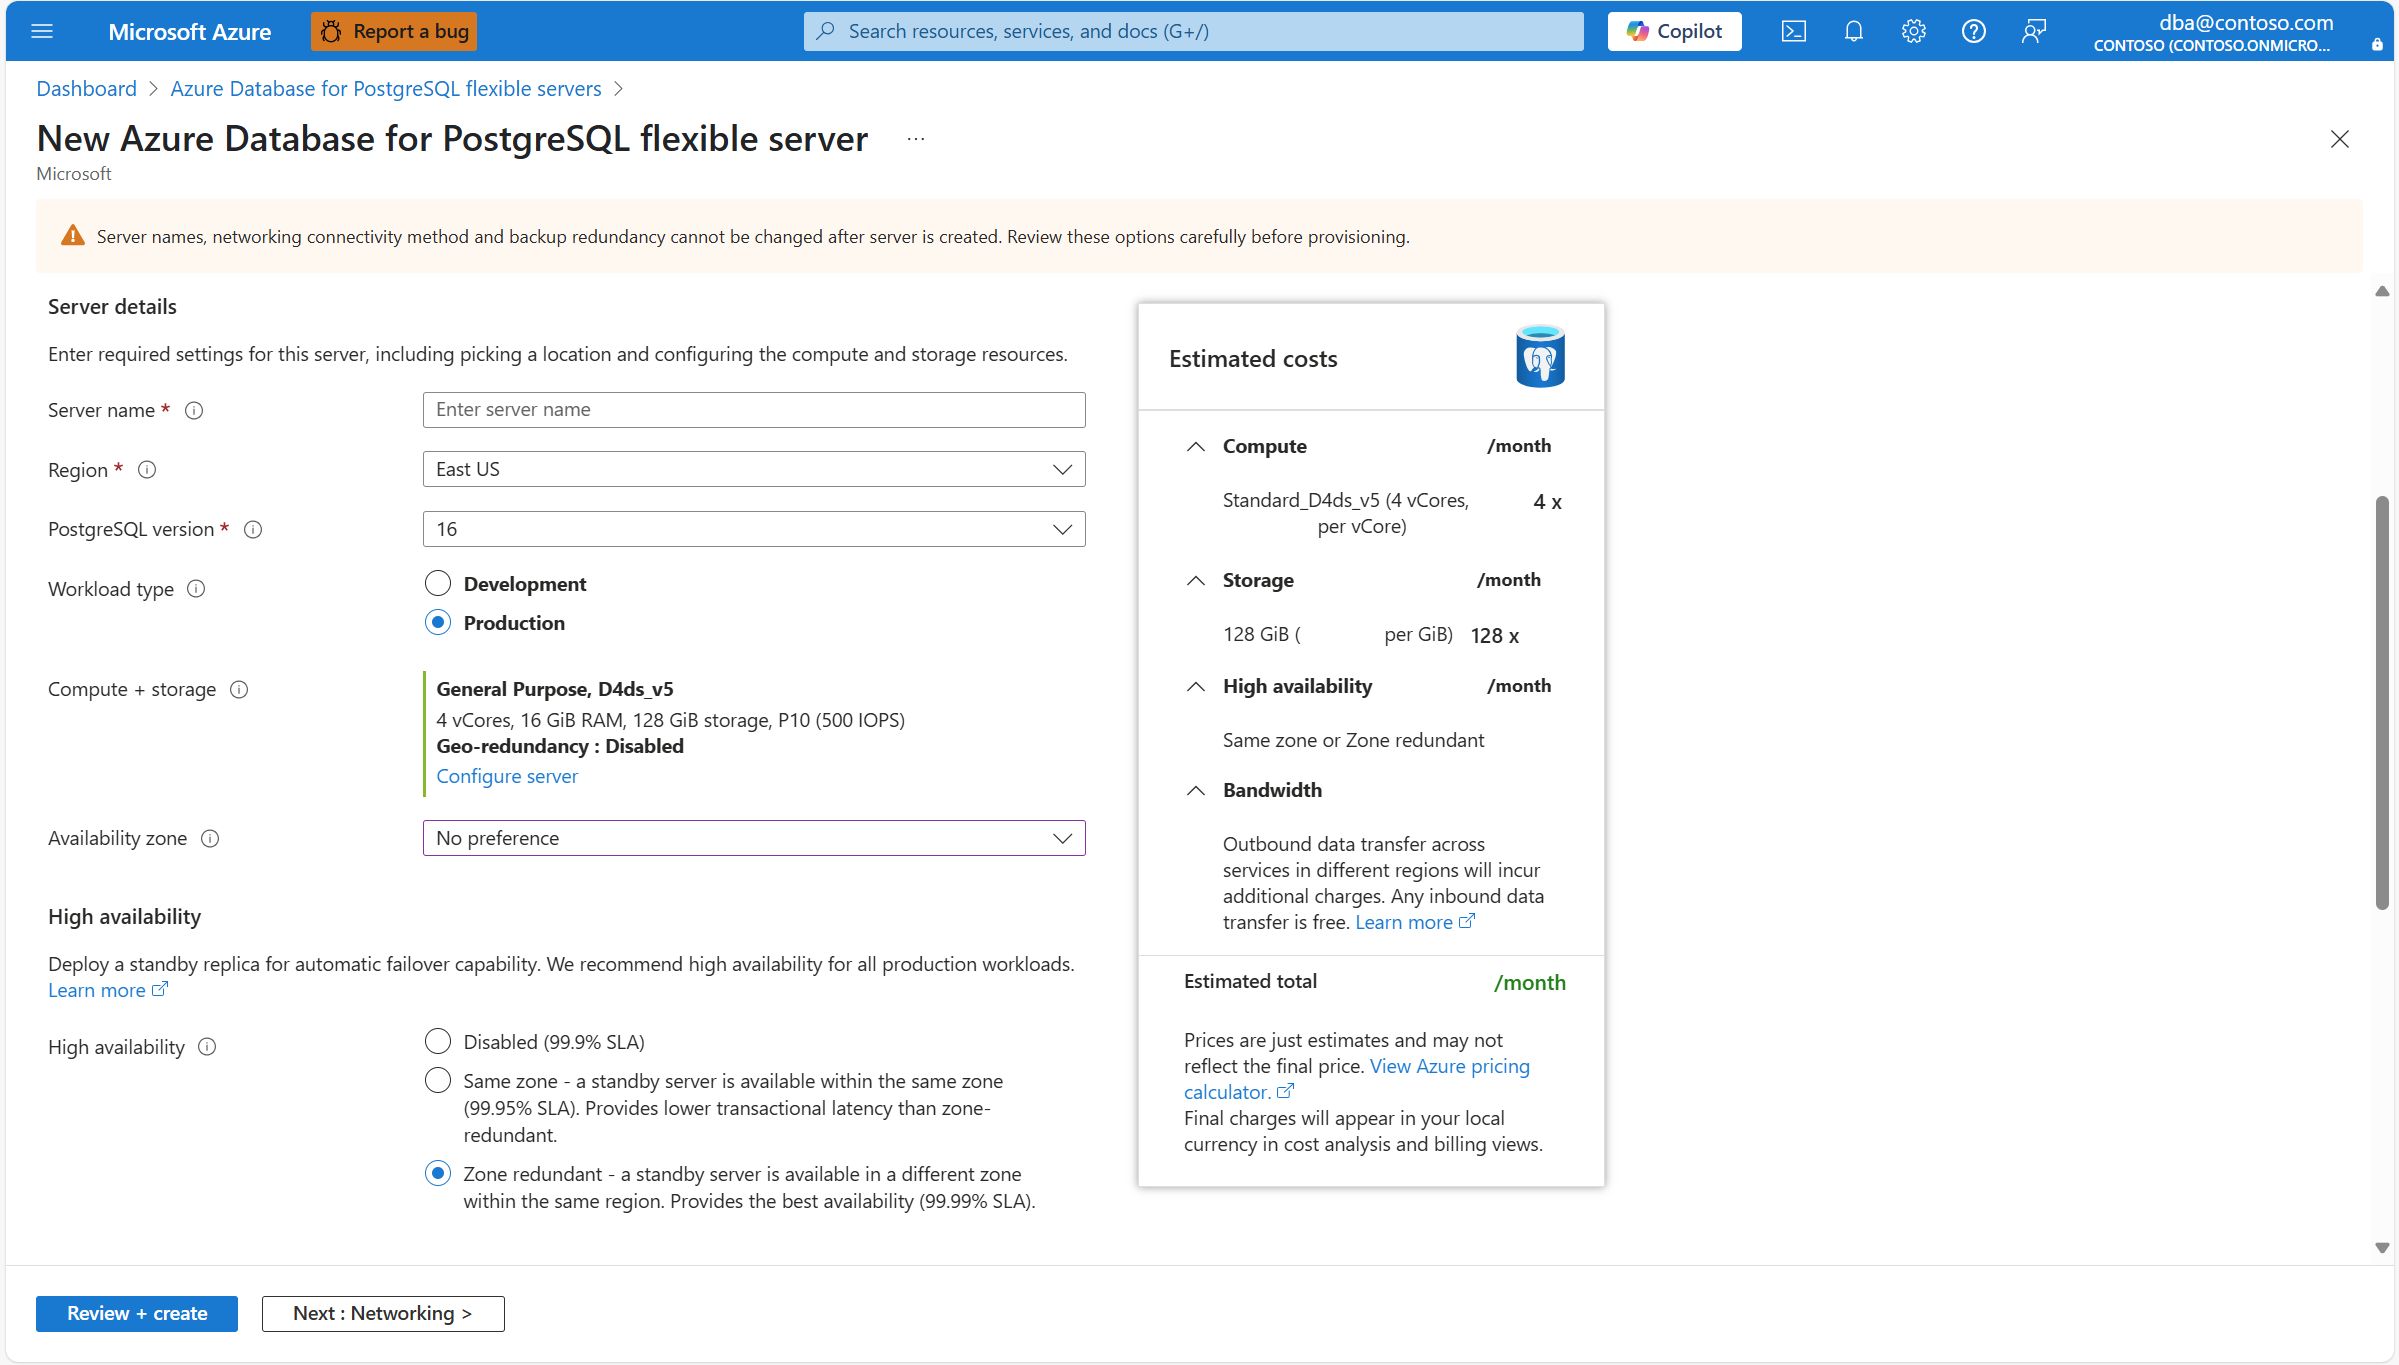 Microsoft Azure
Report a bug
Search resources, services, and docs (G+/)
Copilot
dba@contoso.com
CONTOSO (CONTOSO.ONMICRO...
Dashboard > Azure Database for PostgreSQL flexible servers >
New Azure Database for PostgreSQL flexible server ...
Microsoft
Server names, networking connectivity method and backup redundancy cannot be changed after server is created. Review these options carefully before provisioning.
Server details
Enter required settings for this server, including picking a location and configuring the compute and storage resources.
Server name *
Enter server name
Region *
East US
PostgreSQL version *
16
Workload type
Development
Production
Compute + storage
General Purpose, D4ds_v5
4 vCores, 16 GiB RAM, 128 GiB storage, P10 (500 IOPS)
Geo-redundancy : Disabled
Configure server
Availability zone
No preference
High availability
Deploy a standby replica for automatic failover capability. We recommend high availability for all production workloads.
Learn more
High availability
Disabled (99.9% SLA)
Same zone - a standby server is available within the same zone
(99.95% SLA). Provides lower transactional latency than zone-
redundant.
Zone redundant - a standby server is available in a different zone
within the same region. Provides the best availability (99.99% SLA).
Estimated costs
Compute /month
Standard_D4ds_v5 (4 vCores, 4 x
per vCore)
Storage /month
128 GiB ( per GiB) 128 x
High availability /month
Same zone or Zone redundant
Bandwidth
Outbound data transfer across
services in different regions will incur
additional charges. Any inbound data
transfer is free. Learn more
Estimated total /month
Prices are just estimates and may not
reflect the final price. View Azure pricing
calculator.
Final charges will appear in your local
currency in cost analysis and billing views.
Review + create
Next : Networking >